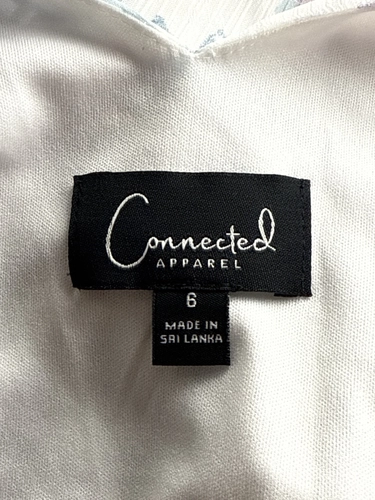 Connected
APPAREL
6
MADE IN
SRI LANKA